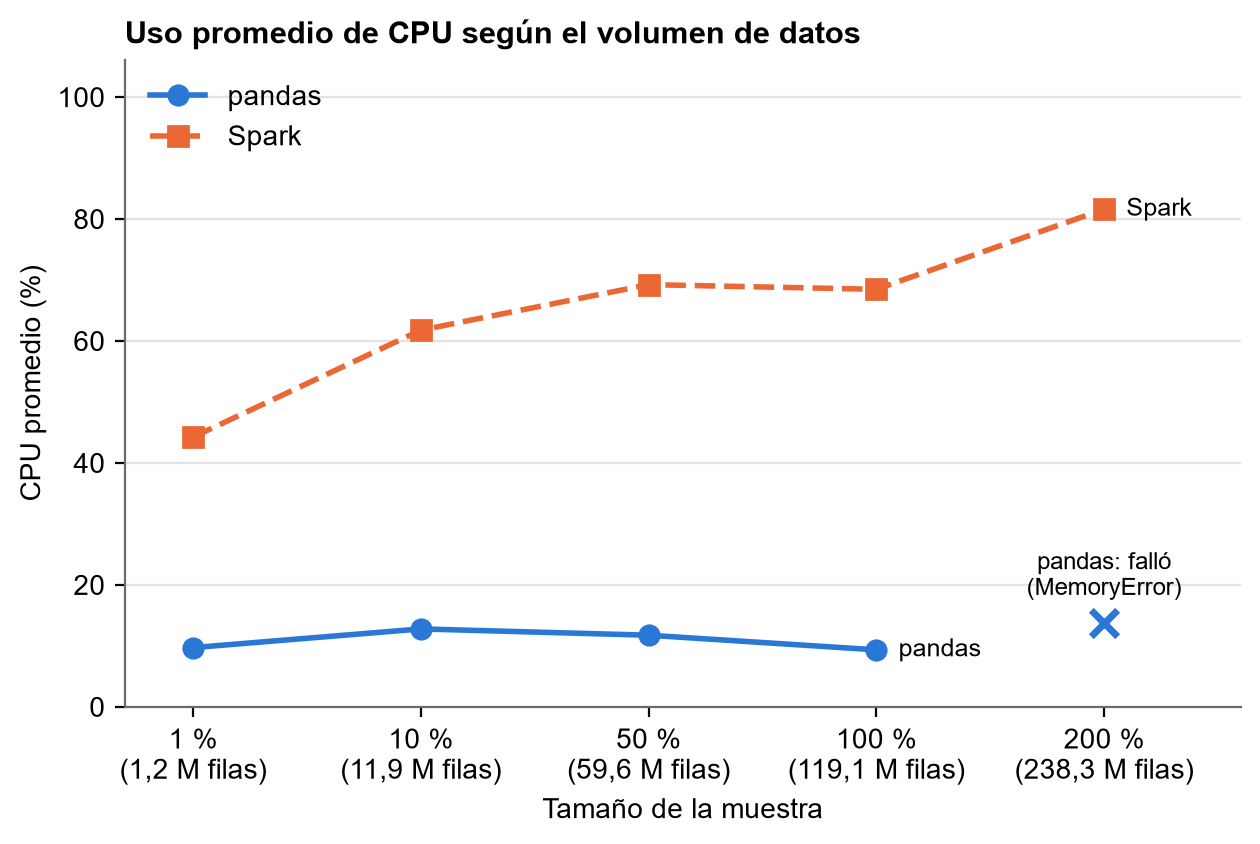 Uso promedio de CPU según el volumen de datos
pandas
Spark
CPU promedio (%)
100
80
60
40
20
0
Spark
pandas: falló
(MemoryError)
pandas
1 %
(1,2 M filas)
10 %
(11,9 M filas)
50 %
(59,6 M filas)
100 %
(119,1 M filas)
200 %
(238,3 M filas)
Tamaño de la muestra